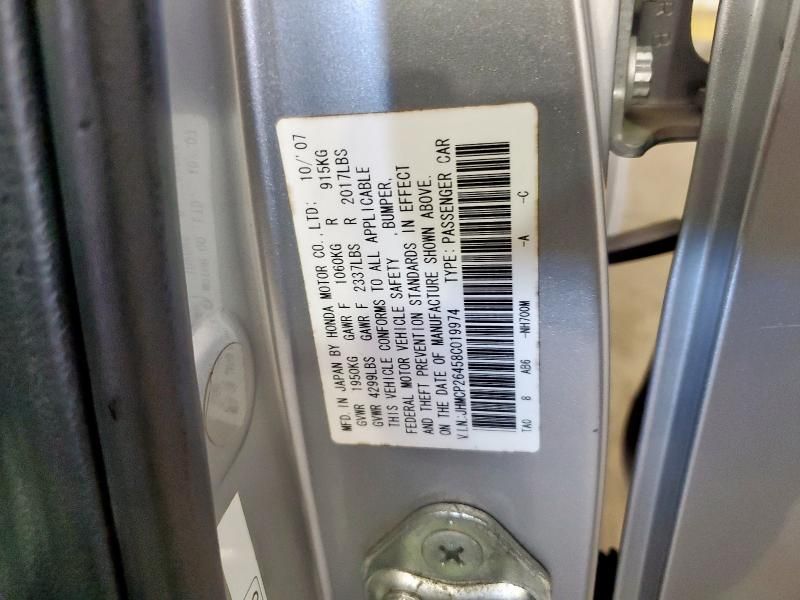 MFD. IN JAPAN BY HONDA MOTOR CO., LTD: 10/'07
GVWR 1950KG GAWR F 1060KG R 915KG
GVWR 4299LBS GAWR F 2337LBS R 2017LBS
THIS VEHICLE CONFORMS TO ALL APPLICABLE
FEDERAL MOTOR VEHICLE SAFETY , BUMPER,
AND THEFT PREVENTION STANDARDS IN EFFECT
ON THE DATE OF MANUFACTURE SHOWN ABOVE.
V.I.N.:JHMCP26458C019974 TYPE: PASSENGER CAR
TA0 8 AB6 -NH700M -A -C
R B